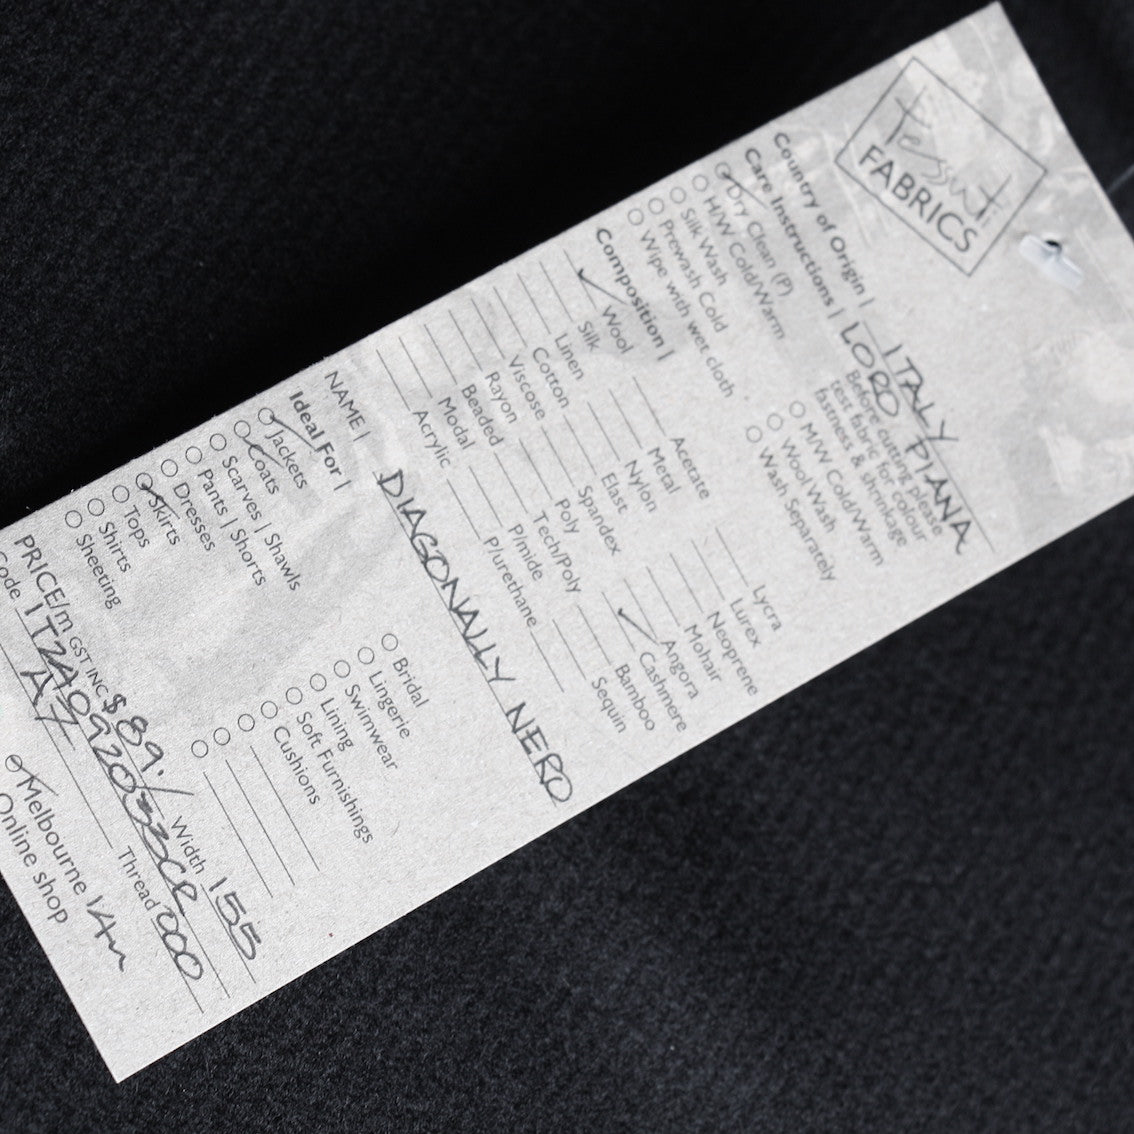 tessuti
FABRICS
Country of Origin | ITALY
LORO PIANA
Care Instructions | Before cutting please
test fabric for colour
fastness & shrinkage
Dry Clean (P)
H/W Cold/Warm
Silk Wash
Prewash Cold
Wipe with wet cloth
M/W Cold/Warm
Wool Wash
Wash Separately
Composition |
✓ Wool
Silk
Linen
Cotton
Viscose
Rayon
Beaded
Modal
Acrylic
Acetate
Metal
Nylon
Elast
Spandex
Poly
Tech/Poly
P/mide
P/urethane
Lycra
Lurex
Neoprene
Mohair
Angora
✓ Cashmere
Bamboo
Sequin
NAME | DIAGONALLY NERO
Ideal For |
Jackets
Coats
Scarves | Shawls
Pants | Shorts
Dresses
Skirts
Tops
Shirts
Sheeting
Bridal
Lingerie
Swimwear
Lining
Soft Furnishings
Cushions
PRICE/m GST INC $89./ Width 155
Code
A7 Thread 000
Melbourne 14m
Online shop